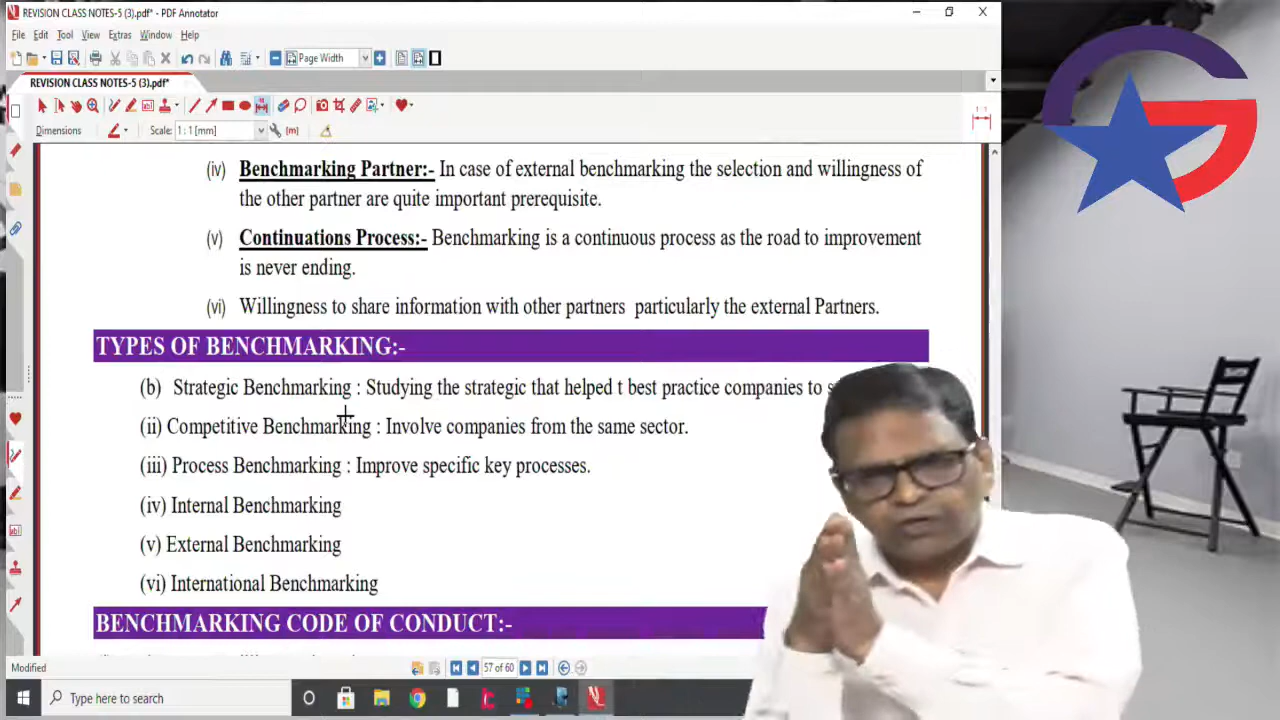 REVISION CLASS NOTES-5 (3).pdf* - PDF Annotator
File Edit Tool View Extras Window Help
Page Width
REVISION CLASS NOTES-5 (3).pdf*
Dimensions Scale: 1 : 1 [mm] (m)
(iv) Benchmarking Partner:- In case of external benchmarking the selection and willingness of
the other partner are quite important prerequisite.
(v) Continuations Process:- Benchmarking is a continuous process as the road to improvement
is never ending.
(vi) Willingness to share information with other partners particularly the external Partners.
TYPES OF BENCHMARKING:-
(b) Strategic Benchmarking : Studying the strategic that helped t best practice companies to
(ii) Competitive Benchmarking : Involve companies from the same sector.
(iii) Process Benchmarking : Improve specific key processes.
(iv) Internal Benchmarking
(v) External Benchmarking
(vi) International Benchmarking
BENCHMARKING CODE OF CONDUCT:-
Modified 57 of 60
Type here to search